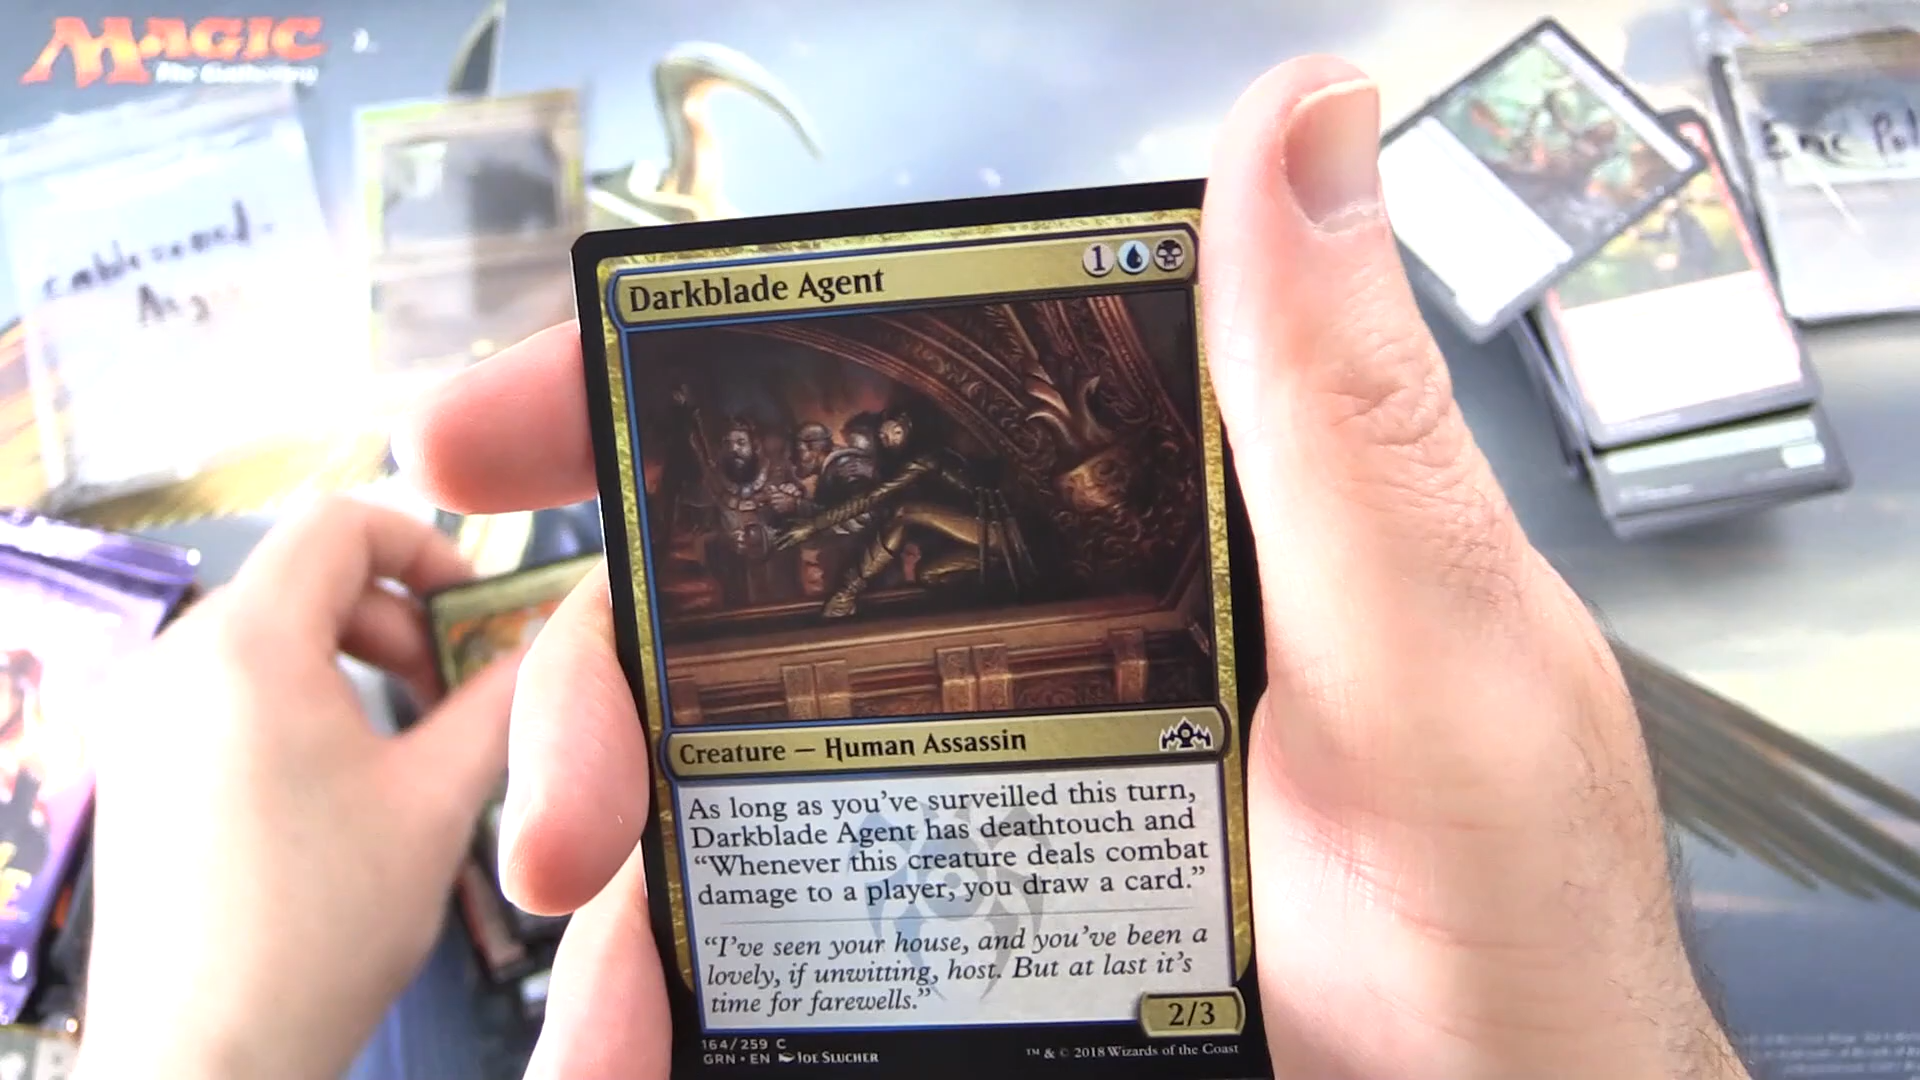 MAGIC
The Gathering
Darkblade Agent
1
Creature — Human Assassin
As long as you've surveilled this turn,
Darkblade Agent has deathtouch and
“Whenever this creature deals combat
damage to a player, you draw a card.”
“I've seen your house, and you've been a
lovely, if unwitting, host. But at last it's
time for farewells.”
2/3
164/259 C
GRN • EN JOE SLUCHER
™ & © 2018 Wizards of the Coast